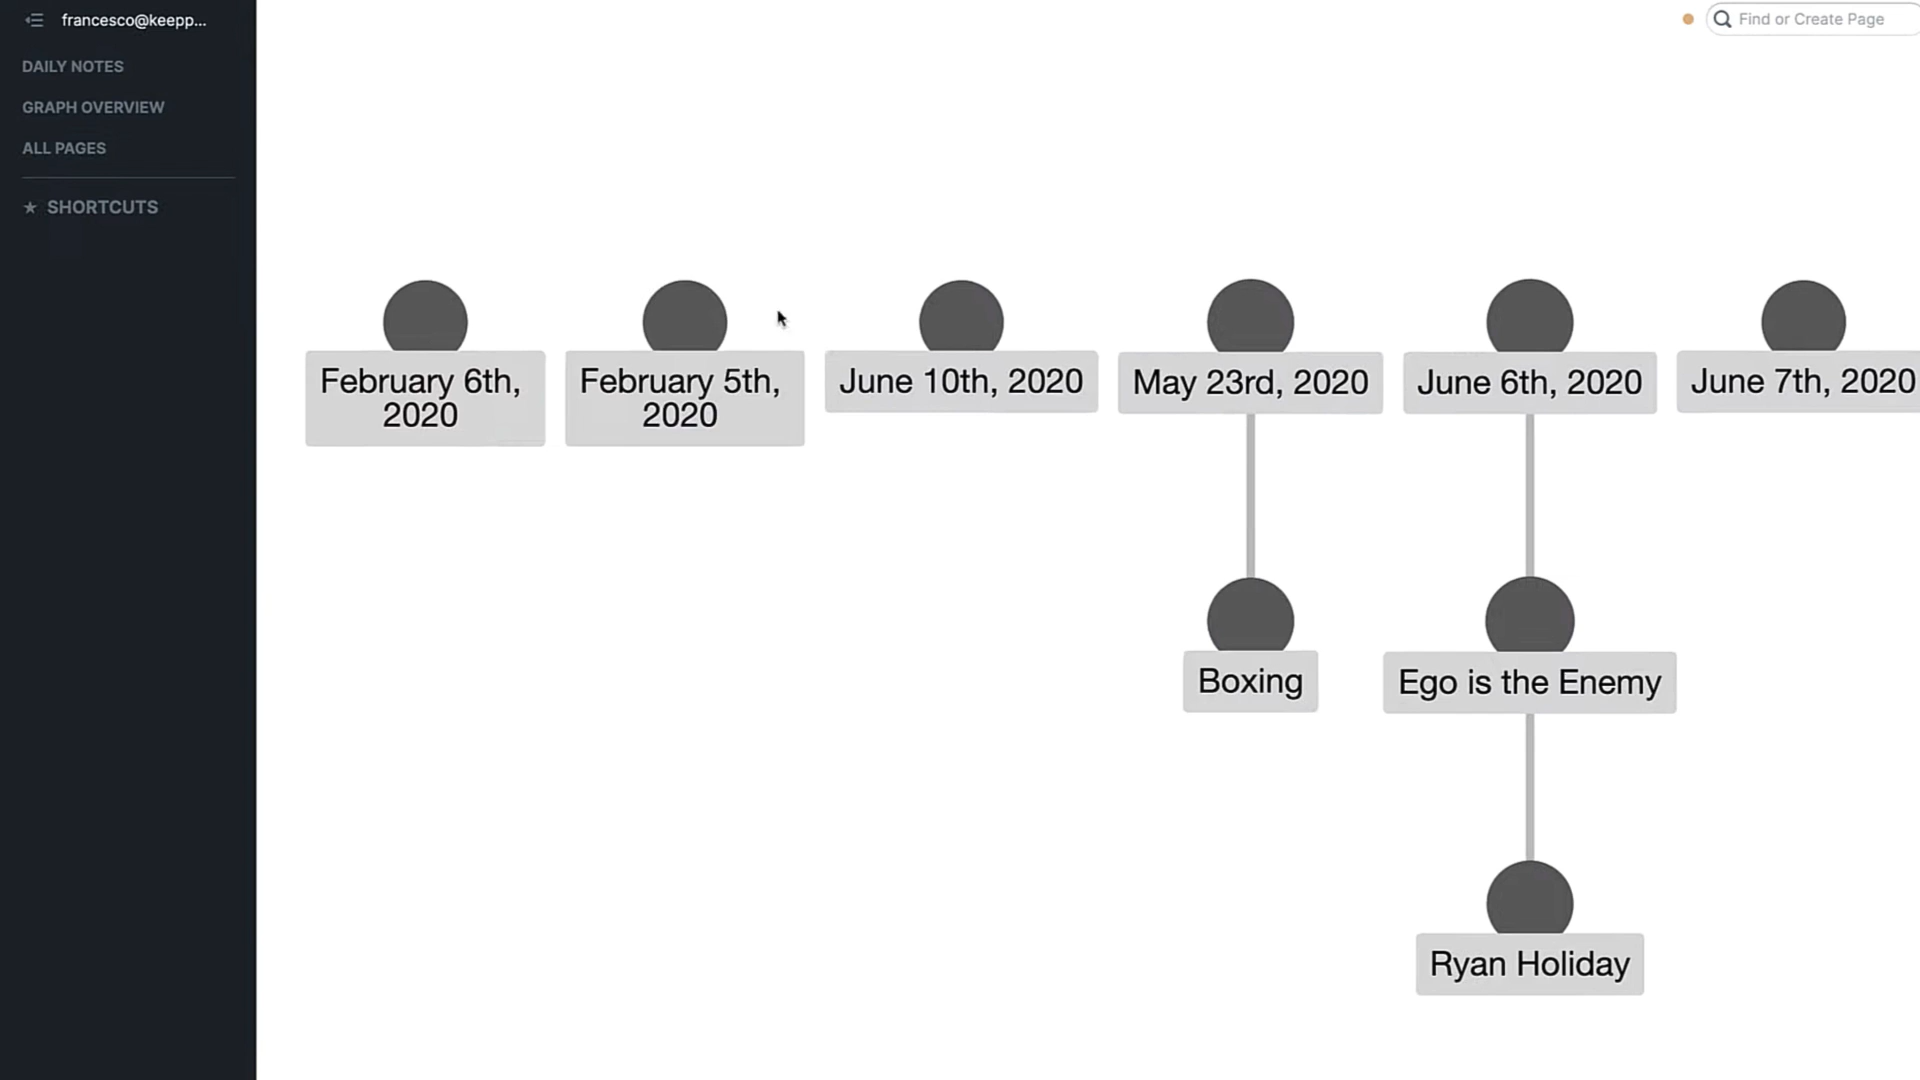 francesco@keepp...
DAILY NOTES
GRAPH OVERVIEW
ALL PAGES
★ SHORTCUTS
Find or Create Page
February 6th,
2020
February 5th,
2020
June 10th, 2020
May 23rd, 2020
June 6th, 2020
June 7th, 2020
Boxing
Ego is the Enemy
Ryan Holiday